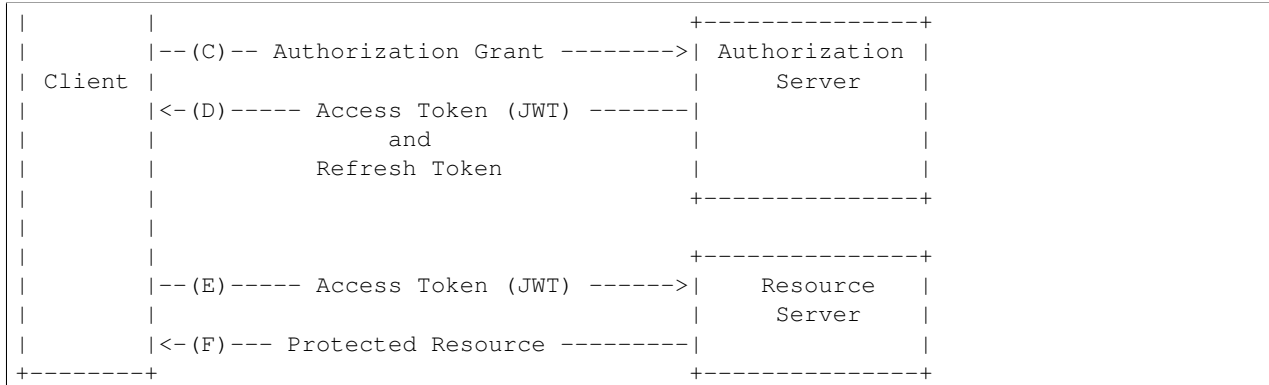 |        |                                  +---------------+
|        |--(C)-- Authorization Grant -------->| Authorization |
| Client |                                  |     Server    |
|        |<-(D)----- Access Token (JWT) -------|               |
|        |               and                |               |
|        |          Refresh Token           |               |
|        |                                  +---------------+
|        |
|        |                                  +---------------+
|        |--(E)----- Access Token (JWT) ------>|    Resource   |
|        |                                  |     Server    |
|        |<-(F)--- Protected Resource ---------|               |
+--------+                                  +---------------+